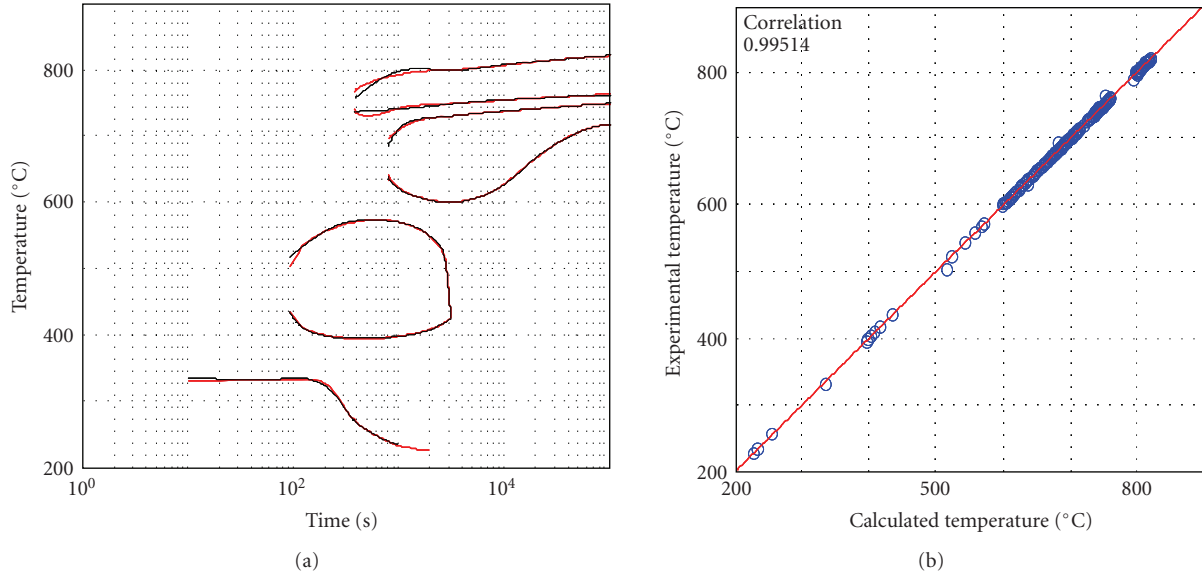 800
600
400
200
10^0
10^2
10^4
Temperature (°C)
Time (s)
(a)
Correlation
0.99514
800
600
400
200
200
500
800
Experimental temperature (°C)
Calculated temperature (°C)
(b)